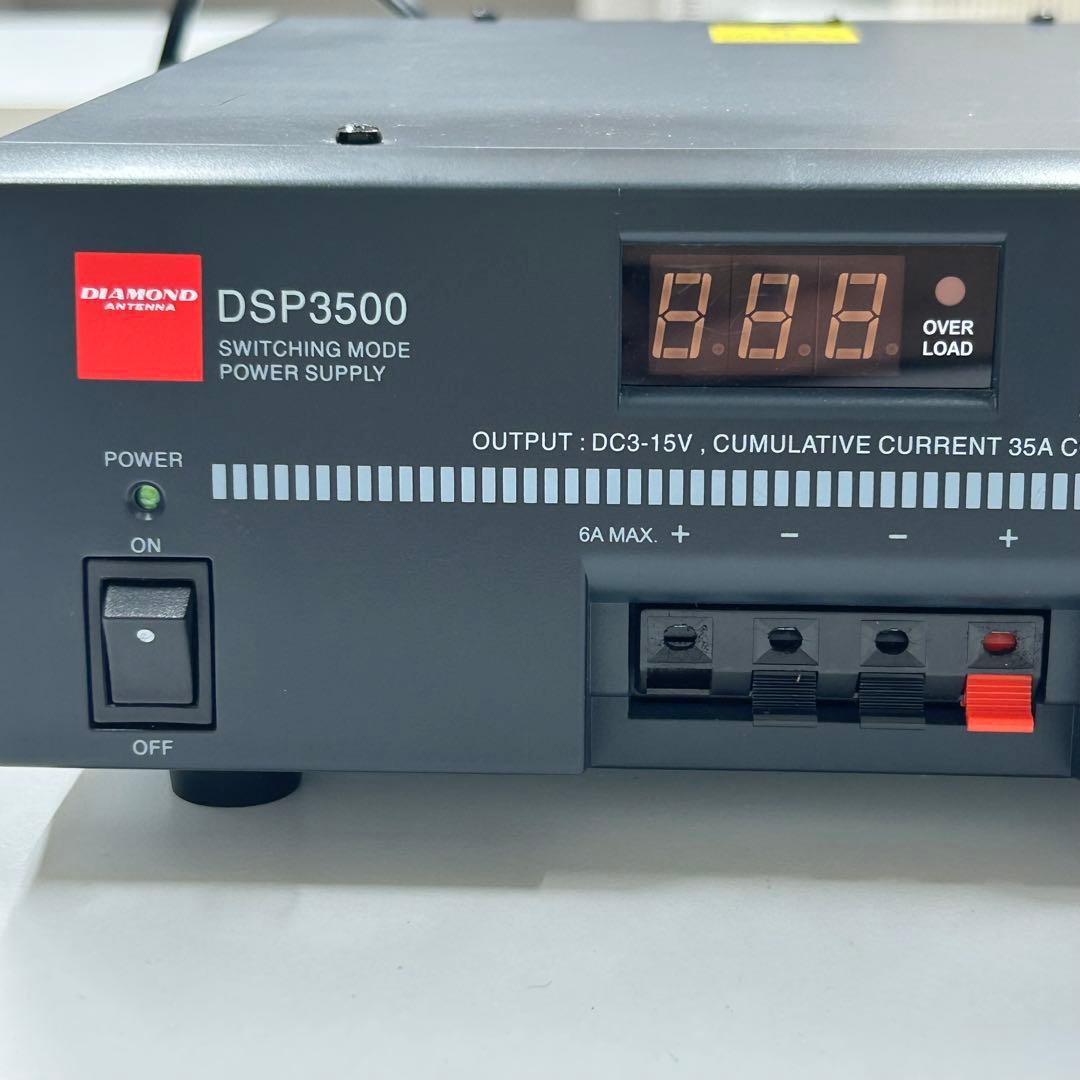 DIAMOND
ANTENNA
DSP3500
SWITCHING MODE
POWER SUPPLY
OVER
LOAD
OUTPUT : DC3-15V , CUMULATIVE CURRENT 35A
POWER
ON
OFF
6A MAX. + − − +